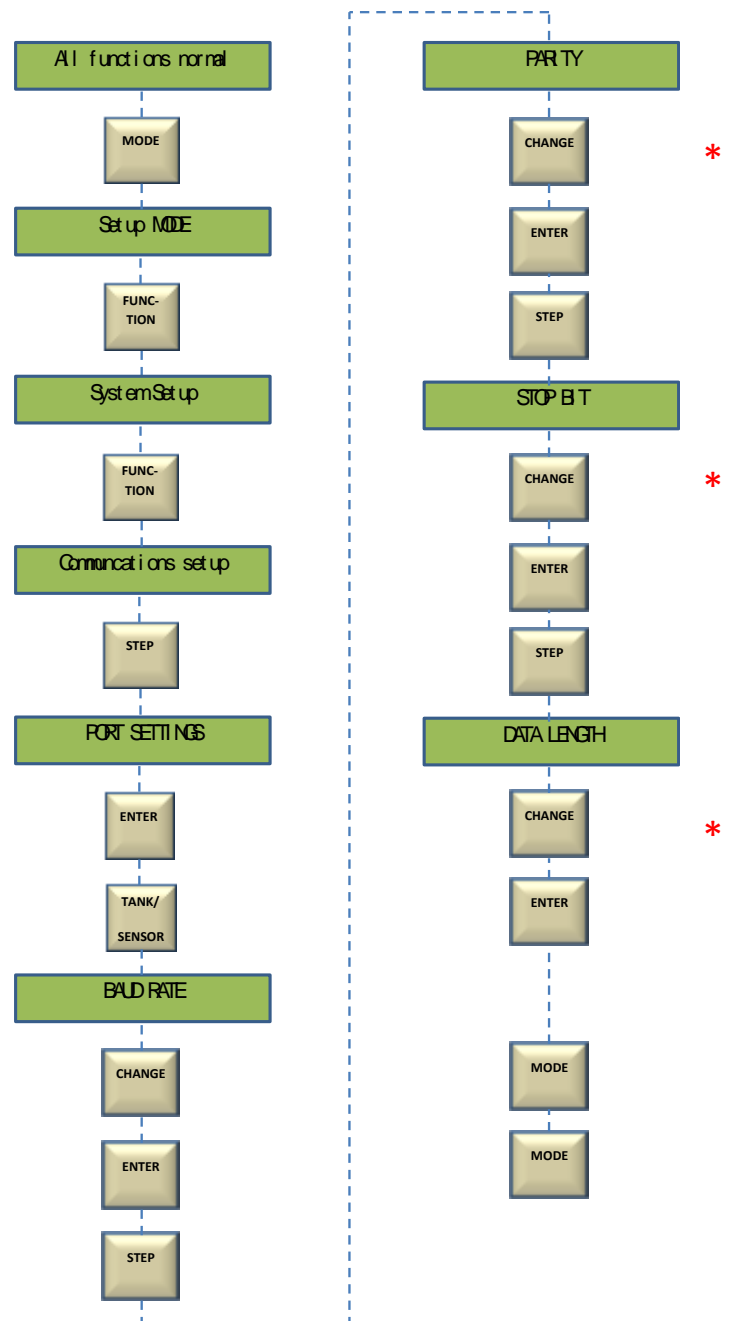 All functions normal
MODE
Setup MODE
FUNC-
TION
System Setup
FUNC-
TION
Communcations setup
STEP
PORT SETTINGS
ENTER
TANK/
SENSOR
BAUD RATE
CHANGE
ENTER
STEP
PARITY
CHANGE
*
ENTER
STEP
STOP BIT
CHANGE
*
ENTER
STEP
DATA LENGTH
CHANGE
*
ENTER
MODE
MODE